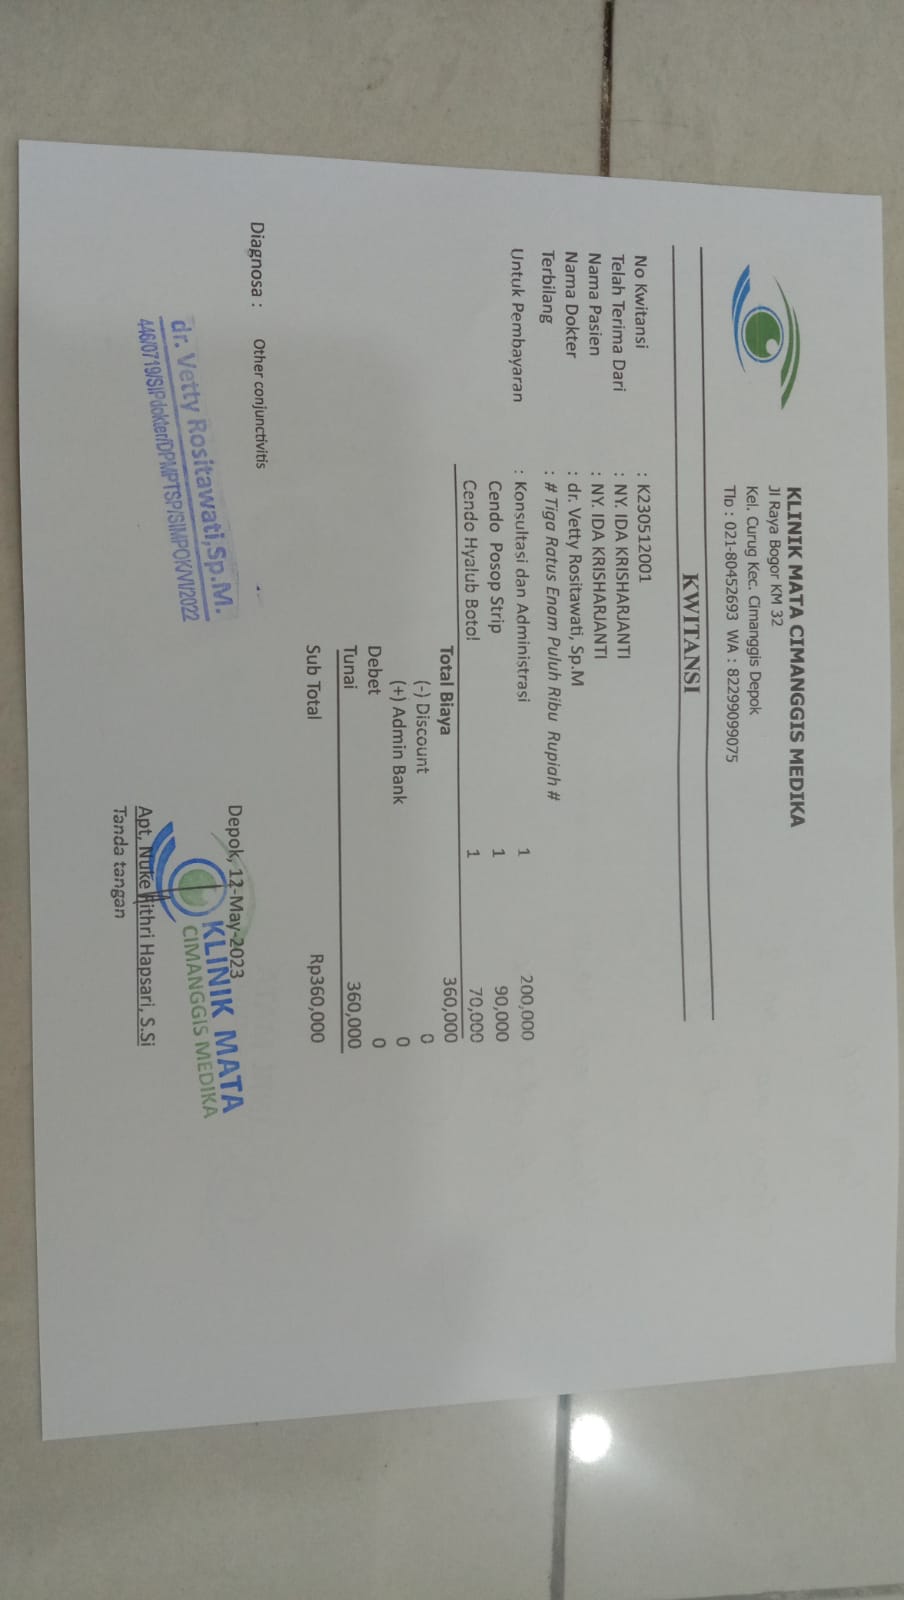 KLINIK MATA CIMANGGIS MEDIKA
Jl Raya Bogor KM 32
Kel. Curug Kec. Cimanggis Depok
Tlp : 021-80452693 WA : 82299099075
KWITANSI
No Kwitansi : K230512001
Telah Terima Dari : NY. IDA KRISHARJANTI
Nama Pasien : NY. IDA KRISHARJANTI
Nama Dokter : dr. Vetty Rositawati, Sp.M
Terbilang : # Tiga Ratus Enam Puluh Ribu Rupiah #
Untuk Pembayaran : Konsultasi dan Administrasi 1 200,000
Cendo Posop Strip 1 90,000
Cendo Hyalub Botol 1 70,000
Total Biaya 360,000
(-) Discount 0
(+) Admin Bank 0
Debet 0
Tunai 360,000
Sub Total Rp360,000
Diagnosa : Other conjunctivitis
dr. Vetty Rositawati,Sp.M.
446/0719/SIPdokter/DPMPTSP/SIMPOK/VI/2022
Depok, 12-May-2023
KLINIK MATA
CIMANGGIS MEDIKA
Apt. Nuke Fithri Hapsari, S.Si
Tanda tangan